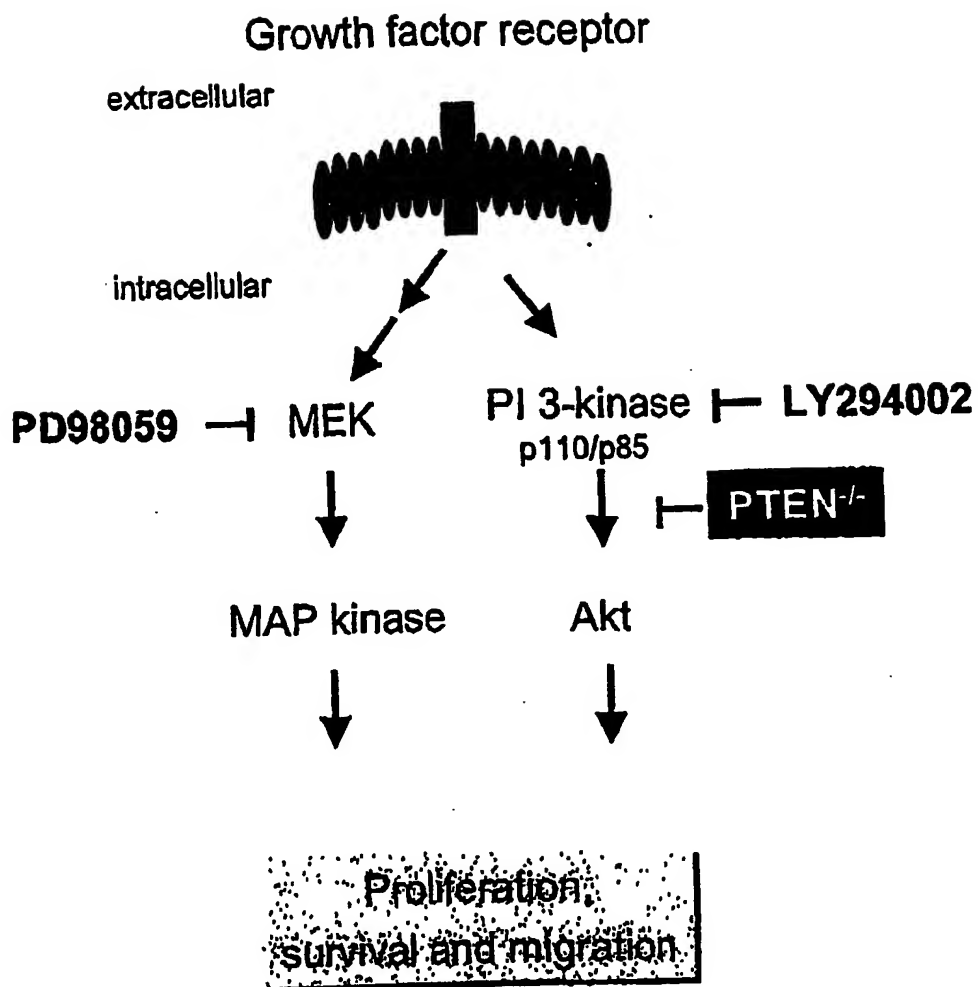 Growth factor receptor
extracellular
intracellular
PD98059
MEK
PI 3-kinase
p110/p85
LY294002
PTEN-/-
MAP kinase
Akt
Proliferation,
survival and migration